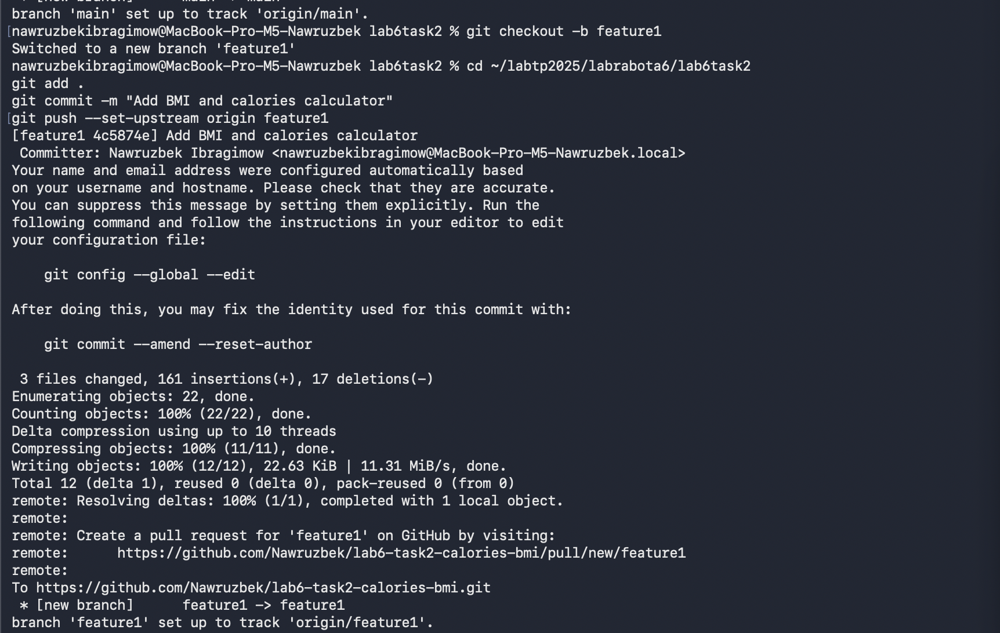 * [new branch]      main -> main
branch 'main' set up to track 'origin/main'.
[nawruzbekibragimow@MacBook-Pro-M5-Nawruzbek lab6task2 % git checkout -b feature1
Switched to a new branch 'feature1'
nawruzbekibragimow@MacBook-Pro-M5-Nawruzbek lab6task2 % cd ~/labtp2025/labrabota6/lab6task2
git add .
git commit -m "Add BMI and calories calculator"
[git push --set-upstream origin feature1
[feature1 4c5874e] Add BMI and calories calculator
 Committer: Nawruzbek Ibragimow <nawruzbekibragimow@MacBook-Pro-M5-Nawruzbek.local>
Your name and email address were configured automatically based
on your username and hostname. Please check that they are accurate.
You can suppress this message by setting them explicitly. Run the
following command and follow the instructions in your editor to edit
your configuration file:

    git config --global --edit

After doing this, you may fix the identity used for this commit with:

    git commit --amend --reset-author

 3 files changed, 161 insertions(+), 17 deletions(-)
Enumerating objects: 22, done.
Counting objects: 100% (22/22), done.
Delta compression using up to 10 threads
Compressing objects: 100% (11/11), done.
Writing objects: 100% (12/12), 22.63 KiB | 11.31 MiB/s, done.
Total 12 (delta 1), reused 0 (delta 0), pack-reused 0 (from 0)
remote: Resolving deltas: 100% (1/1), completed with 1 local object.
remote:
remote: Create a pull request for 'feature1' on GitHub by visiting:
remote:      https://github.com/Nawruzbek/lab6-task2-calories-bmi/pull/new/feature1
remote:
To https://github.com/Nawruzbek/lab6-task2-calories-bmi.git
 * [new branch]      feature1 -> feature1
branch 'feature1' set up to track 'origin/feature1'.